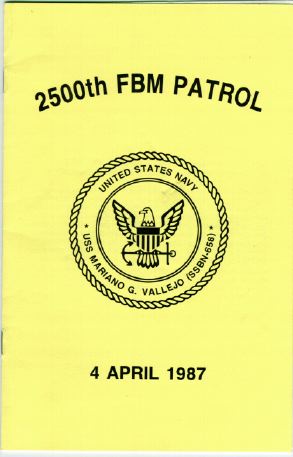 2500th FBM PATROL
UNITED STATES NAVY
* USS MARIANO G. VALLEJO (SSBN-658) *
4 APRIL 1987